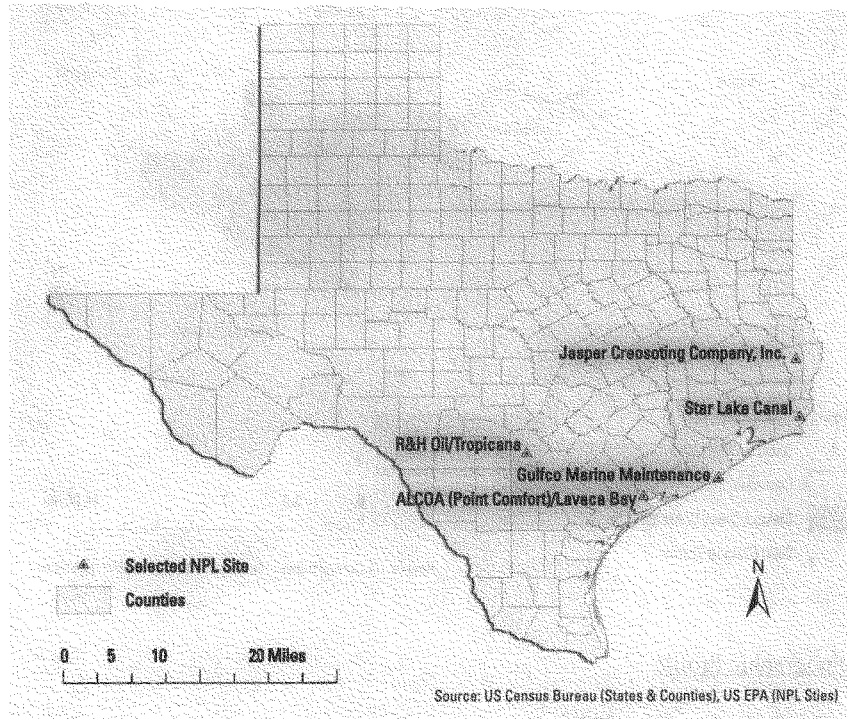 Jasper Creosoting Company, Inc.
Star Lake Canal
R&H Oil/Tropicana
Gulfco Marine Maintenance
ALCOA (Point Comfort)/Lavaca Bay
Selected NPL Site
Counties
N
0 5 10 20 Miles
Source: US Census Bureau (States & Counties), US EPA (NPL Sties)